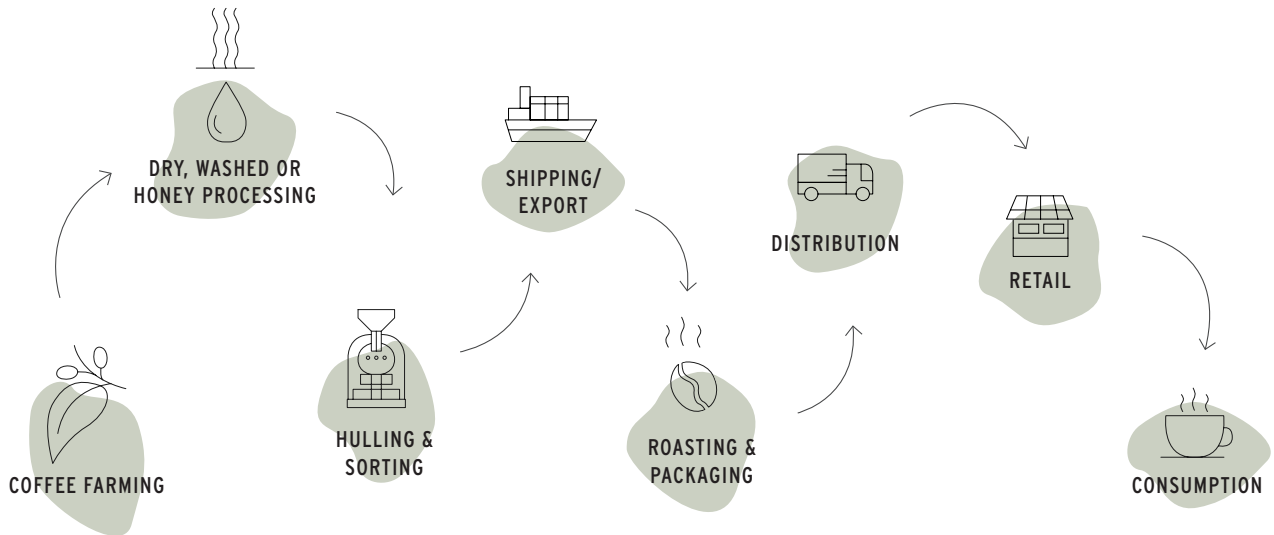 DRY, WASHED OR
HONEY PROCESSING
SHIPPING/
EXPORT
DISTRIBUTION
RETAIL
COFFEE FARMING
HULLING &
SORTING
ROASTING &
PACKAGING
CONSUMPTION